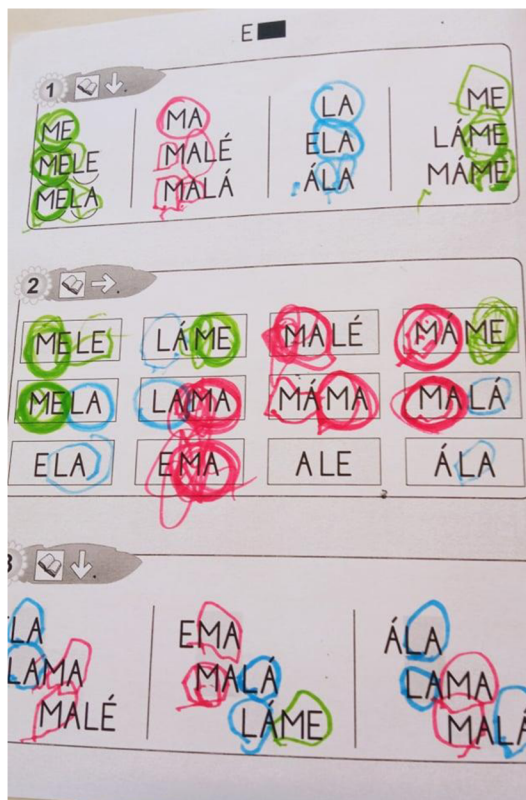 E
1
ME MA LA ME
MELE MALÉ ELA LÁME
MELA MALÁ ÁLA MÁME
2
MELE LÁME MALÉ MÁME
MELA LAMA MÁMA MALÁ
ELA EMA ALE ÁLA
3
LA EMA ÁLA
LAMA MALÁ LAMA
MALÉ LÁME MALÁ